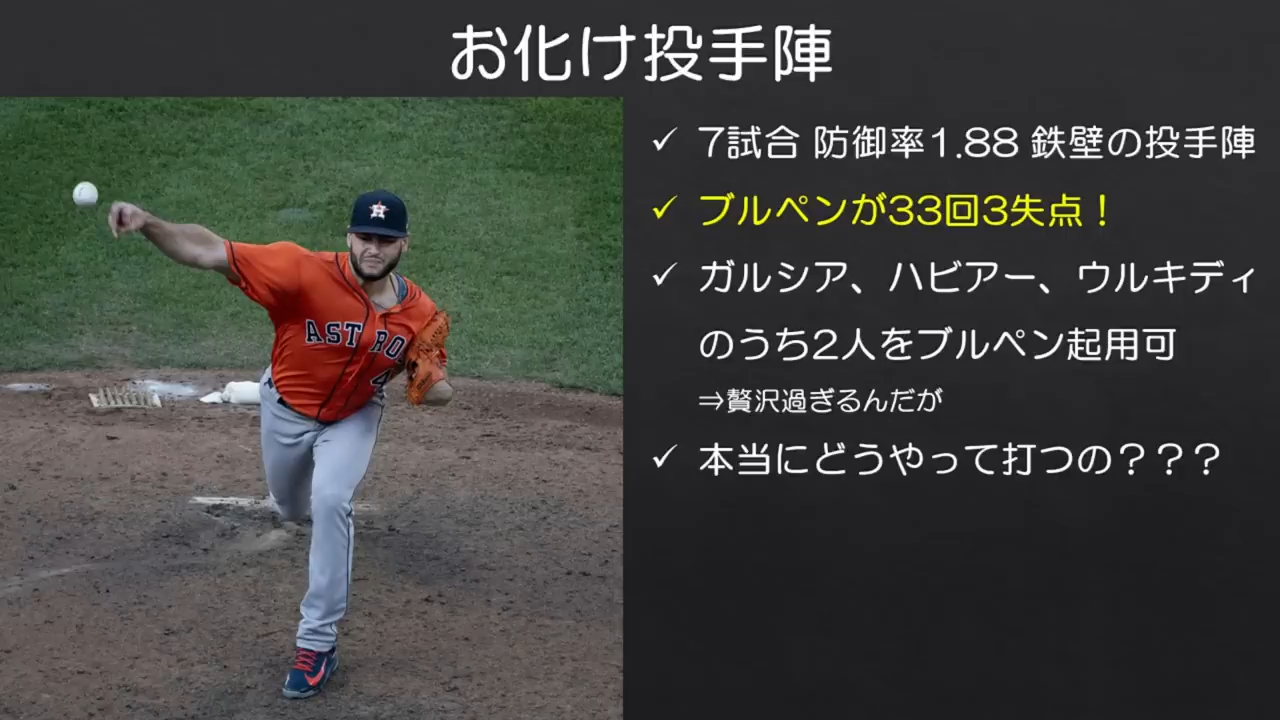 お化け投手陣
✓ 7試合 防御率1.88 鉄壁の投手陣
✓ ブルペンが33回3失点！
✓ ガルシア、ハビアー、ウルキディ
のうち2人をブルペン起用可
⇒贅沢過ぎるんだが
✓ 本当にどうやって打つの？？？
ASTRO
4